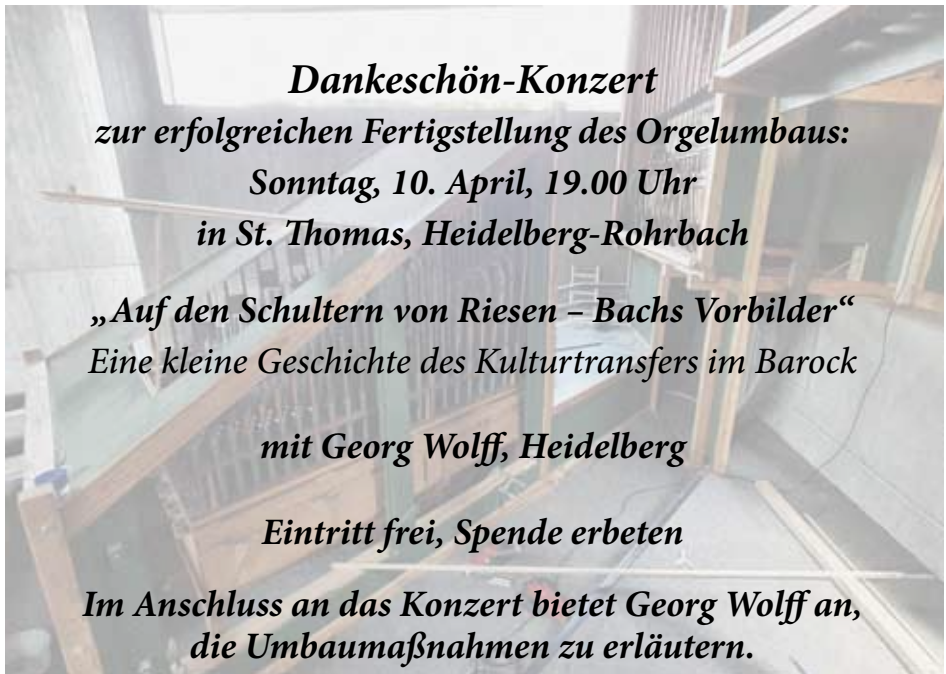 Dankeschön-Konzert
zur erfolgreichen Fertigstellung des Orgelumbaus:
Sonntag, 10. April, 19.00 Uhr
in St. Thomas, Heidelberg-Rohrbach
„Auf den Schultern von Riesen – Bachs Vorbilder“
Eine kleine Geschichte des Kulturtransfers im Barock
mit Georg Wolff, Heidelberg
Eintritt frei, Spende erbeten
Im Anschluss an das Konzert bietet Georg Wolff an,
die Umbaumaßnahmen zu erläutern.